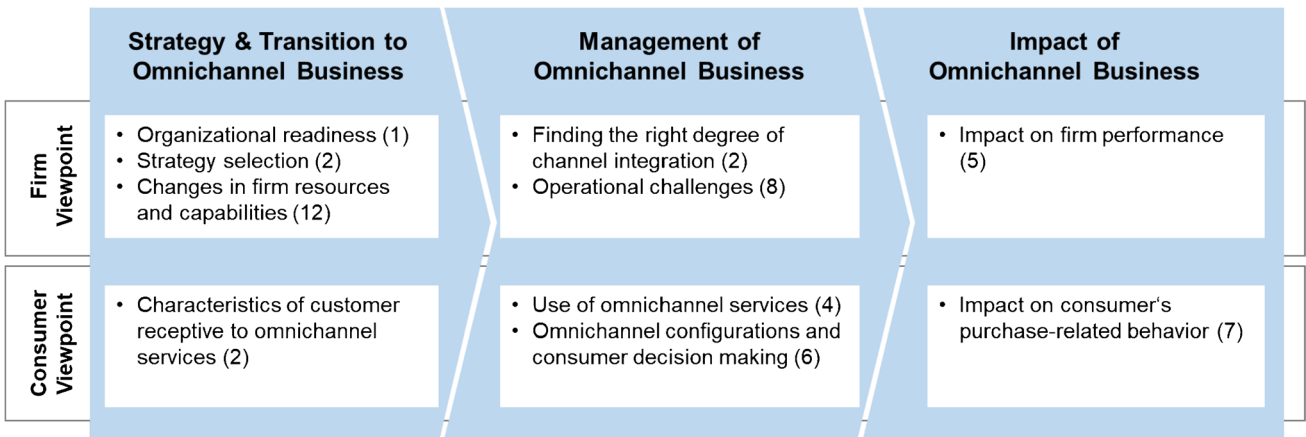 Strategy & Transition to
Omnichannel Business
Management of
Omnichannel Business
Impact of
Omnichannel Business
Firm
Viewpoint
• Organizational readiness (1)
• Strategy selection (2)
• Changes in firm resources
and capabilities (12)
• Finding the right degree of
channel integration (2)
• Operational challenges (8)
• Impact on firm performance
(5)
Consumer
Viewpoint
• Characteristics of customer
receptive to omnichannel
services (2)
• Use of omnichannel services (4)
• Omnichannel configurations and
consumer decision making (6)
• Impact on consumer‘s
purchase-related behavior (7)